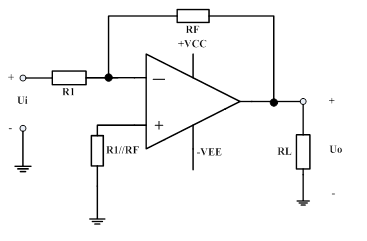 RF
+VCC
+
R1
−
Ui
+
-
R1//RF
-VEE
+
RL
Uo
-